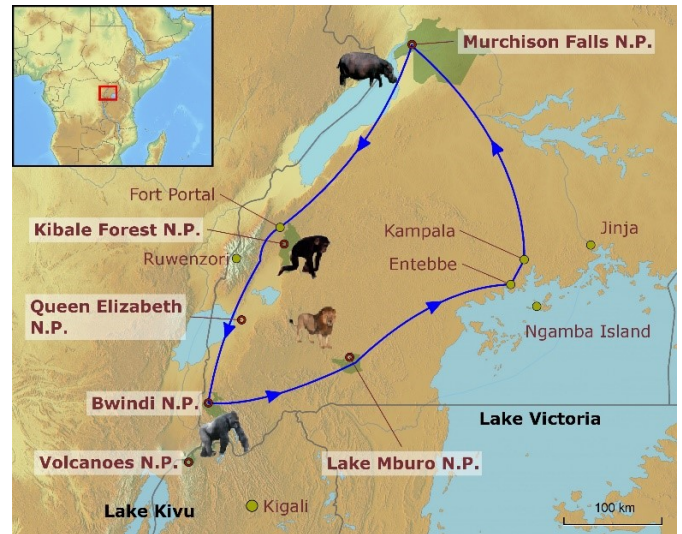 Murchison Falls N.P.
Fort Portal
Kibale Forest N.P.
Ruwenzori
Kampala
Jinja
Entebbe
Queen Elizabeth
N.P.
Ngamba Island
Bwindi N.P.
Lake Victoria
Volcanoes N.P.
Lake Mburo N.P.
Lake Kivu
Kigali
100 km